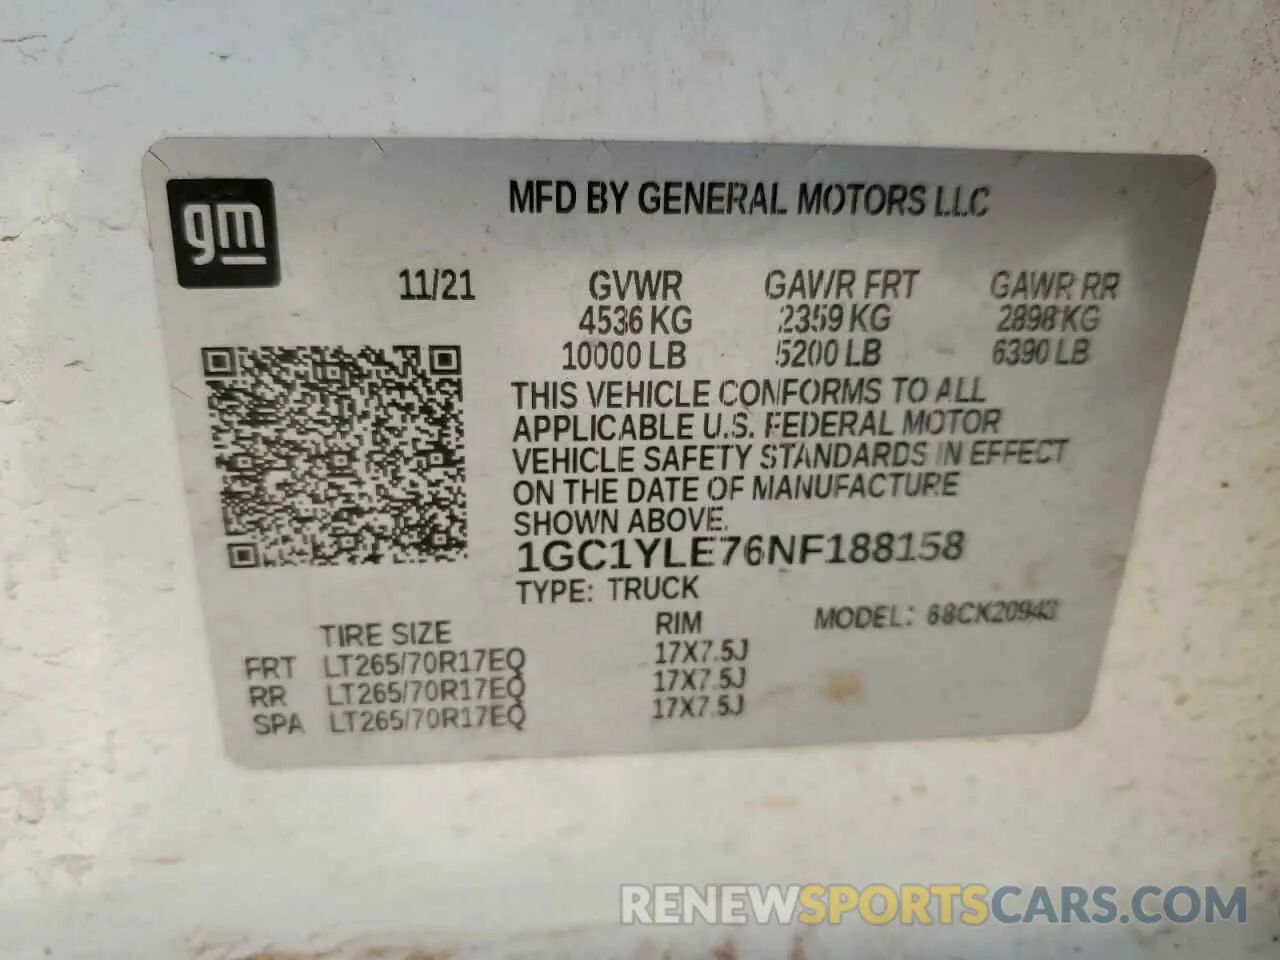 gm
MFD BY GENERAL MOTORS LLC
11/21 GVWR GAWR FRT GAWR RR
4536 KG 2359 KG 2898 KG
10000 LB 5200 LB 6390 LB
THIS VEHICLE CONFORMS TO ALL
APPLICABLE U.S. FEDERAL MOTOR
VEHICLE SAFETY STANDARDS IN EFFECT
ON THE DATE OF MANUFACTURE
SHOWN ABOVE.
1GC1YLE76NF188158
TYPE: TRUCK
MODEL: 68CK20943
TIRE SIZE RIM
FRT LT265/70R17EQ 17X7.5J
RR LT265/70R17EQ 17X7.5J
SPA LT265/70R17EQ 17X7.5J
RENEWSPORTSCARS.COM